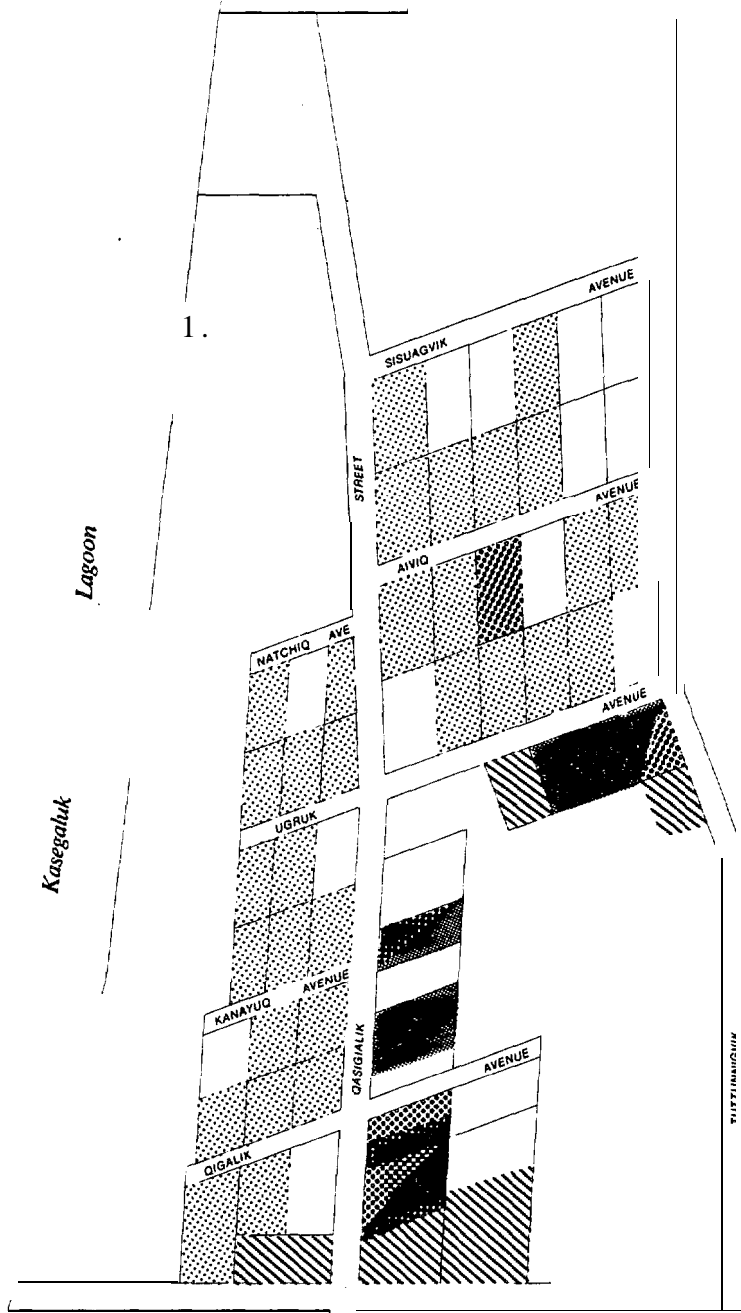 1.
SISUAGVIK AVENUE
STREET
AIVIQ AVENUE
Lagoon
NATCHIQ AVE
AVENUE
UGRUK
Kasegaluk
KANAYUQ AVENUE
QASIGIALIK
AVENUE
QIGALIK